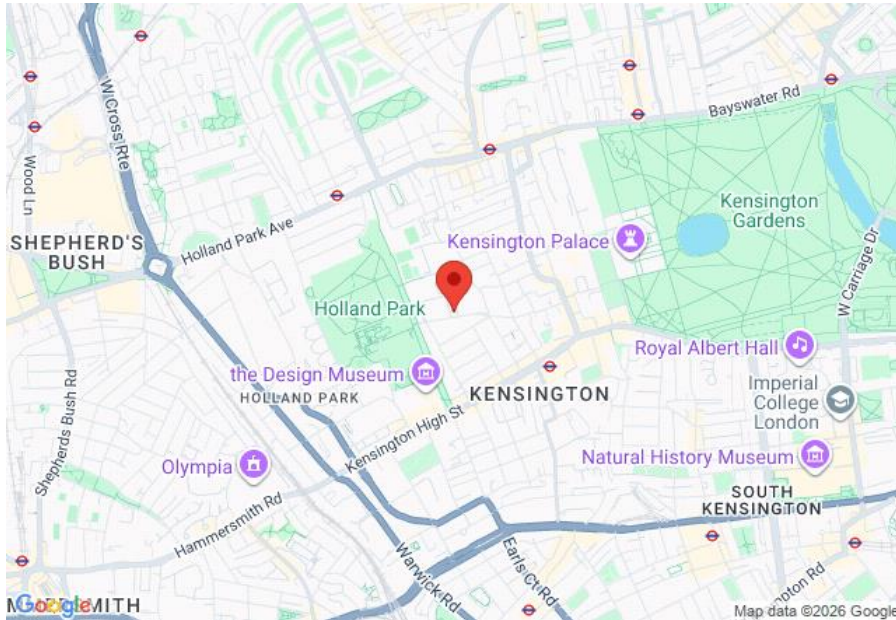 W Cross Rte
Bayswater Rd
Wood Ln
Holland Park Ave
SHEPHERD'S
BUSH
Kensington Palace
Kensington
Gardens
W Carriage Dr
Holland Park
Royal Albert Hall
the Design Museum
HOLLAND PARK
KENSINGTON
Imperial
College
London
Kensington High St
Shepherds Bush Rd
Olympia
Natural History Museum
SOUTH
KENSINGTON
Hammersmith Rd
Warwick Rd
Earls Ct Rd
Google
Map data ©2026 Google